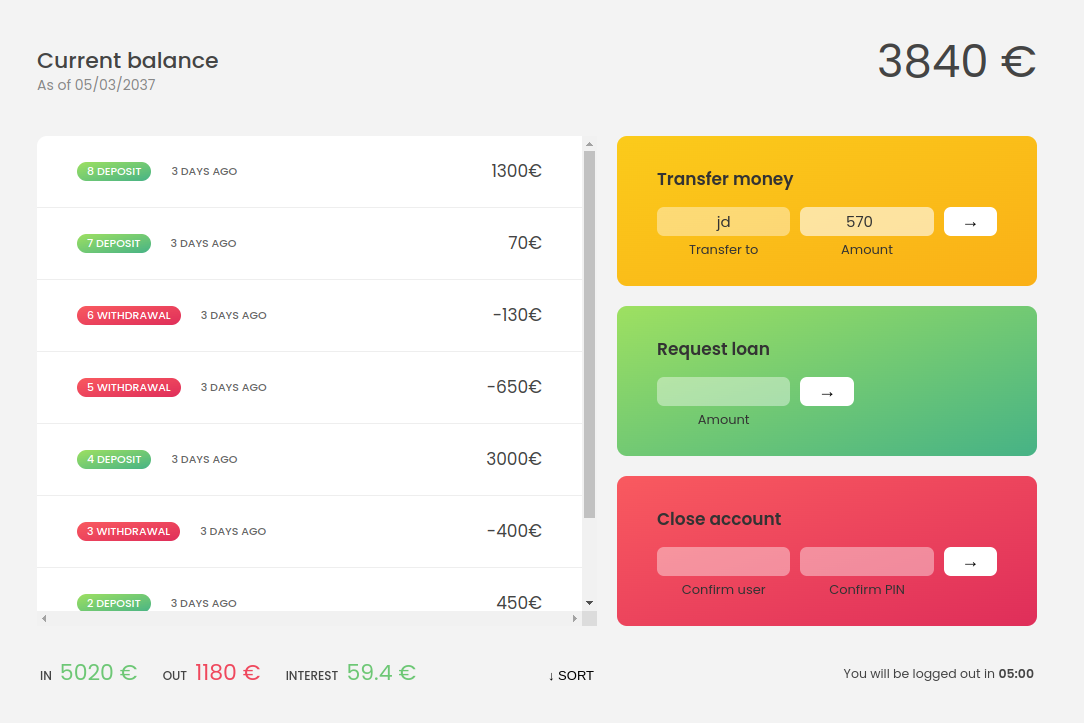 Current balance
As of 05/03/2037
3840 €
8 DEPOSIT 3 DAYS AGO 1300€
7 DEPOSIT 3 DAYS AGO 70€
6 WITHDRAWAL 3 DAYS AGO -130€
5 WITHDRAWAL 3 DAYS AGO -650€
4 DEPOSIT 3 DAYS AGO 3000€
3 WITHDRAWAL 3 DAYS AGO -400€
2 DEPOSIT 3 DAYS AGO 450€
Transfer money
jd 570 →
Transfer to Amount
Request loan
→
Amount
Close account
→
Confirm user Confirm PIN
IN 5020 € OUT 1180 € INTEREST 59.4 € ↓ SORT
You will be logged out in 05:00